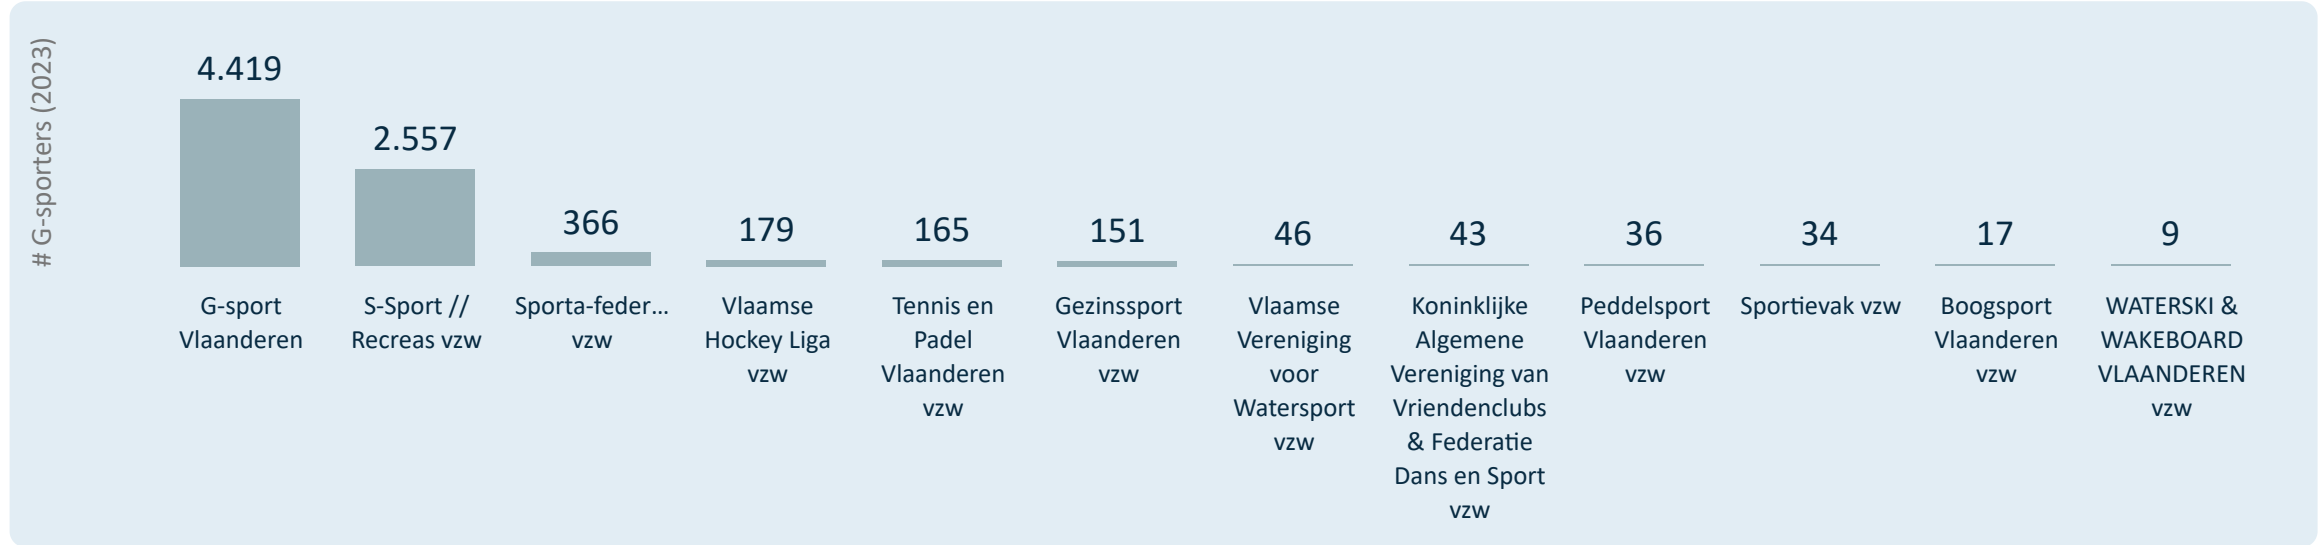 # G-sporters (2023)
4.419
2.557
366
179
165
151
46
43
36
34
17
9
G-sport
Vlaanderen
S-Sport //
Recreas vzw
Sporta-feder...
vzw
Vlaamse
Hockey Liga
vzw
Tennis en
Padel
Vlaanderen
vzw
Gezinssport
Vlaanderen
vzw
Vlaamse
Vereniging
voor
Watersport
vzw
Koninklijke
Algemene
Vereniging van
Vriendenclubs
& Federatie
Dans en Sport
vzw
Peddelsport
Vlaanderen
vzw
Sportievak vzw
Boogsport
Vlaanderen
vzw
WATERSKI &
WAKEBOARD
VLAANDEREN
vzw